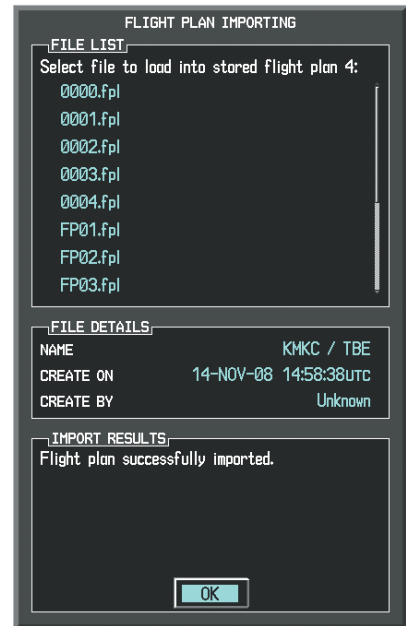 FLIGHT PLAN IMPORTING
FILE LIST
Select file to load into stored flight plan 4:
0000.fpl
0001.fpl
0002.fpl
0003.fpl
0004.fpl
FP01.fpl
FP02.fpl
FP03.fpl
FILE DETAILS
NAME KMKC / TBE
CREATE ON 14-NOV-08 14:58:38UTC
CREATE BY Unknown
IMPORT RESULTS
Flight plan successfully imported.
OK